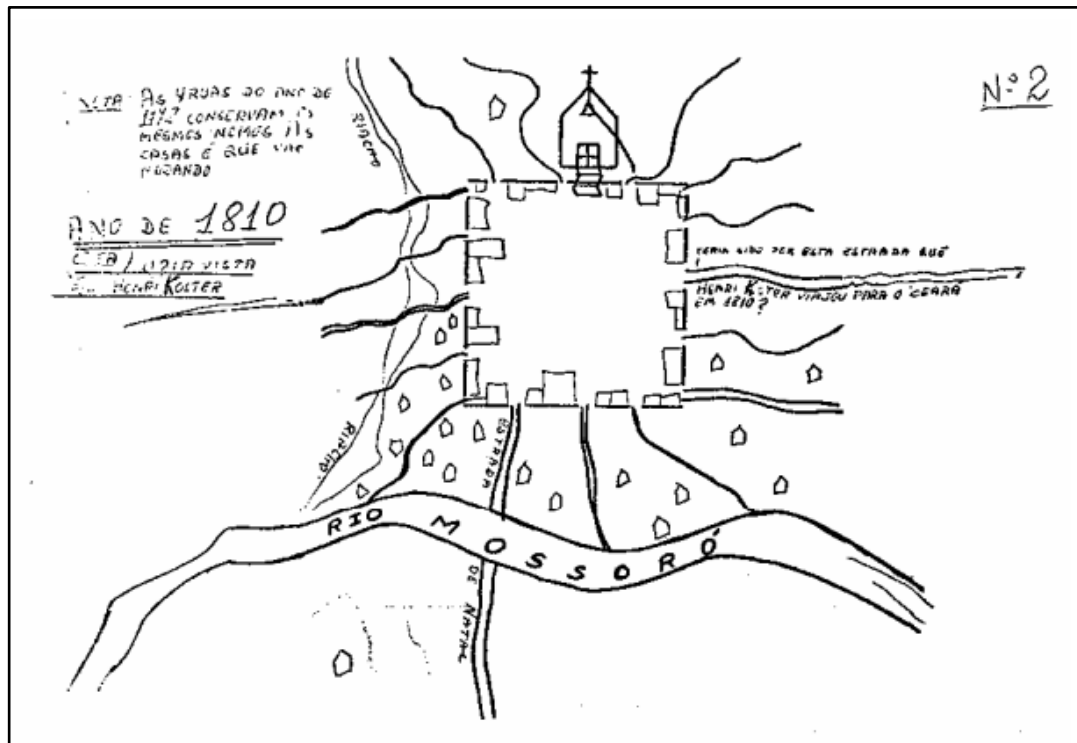 NOTA: AS RUAS DO ANO DE
CONSERVAM OS
MESMOS NOMES AS
CASAS É QUE VÃO
MUDANDO
Nº 2
ANO DE 1810
VISTA
HENRI KOSTER
RIACHO
TERIA SIDO POR ESTA ESTRADA QUE
HENRI KOSTER VIAJOU PARA O CEARÁ
EM 1810?
RIACHO
ESTRADA
DE NATAL
RIO MOSSORÓ